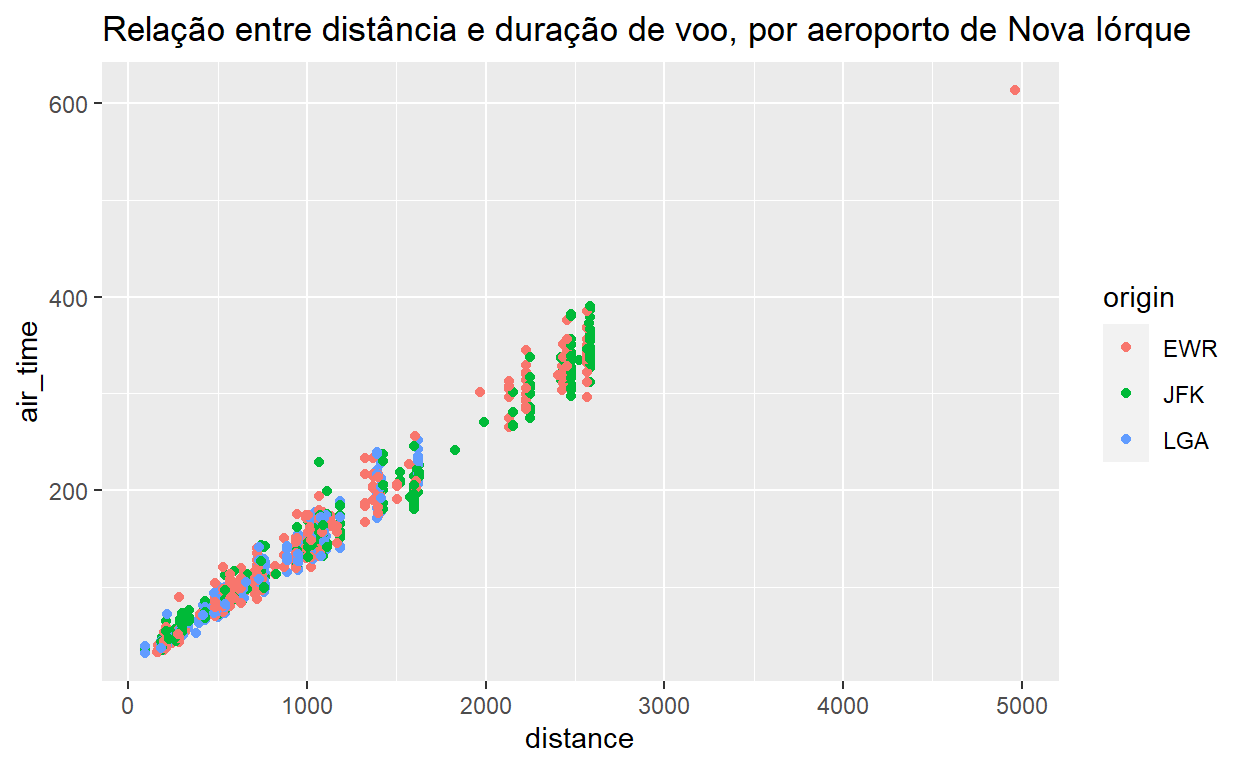 Relação entre distância e duração de voo, por aeroporto de Nova Iórque
600
400
200
air_time
0 1000 2000 3000 4000 5000
distance
origin
EWR
JFK
LGA